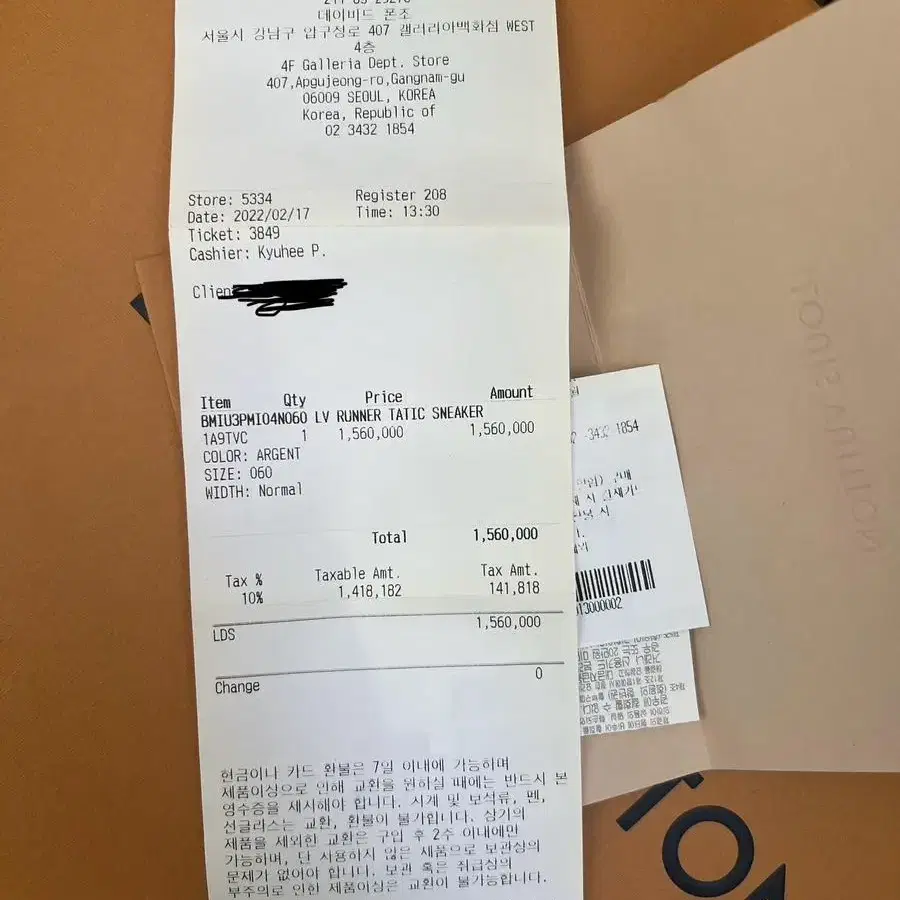 데이비드 폰조
서울시 강남구 압구정로 407 갤러리아백화점 WEST
4층
4F Galleria Dept. Store
407,Apgujeong-ro,Gangnam-gu
06009 SEOUL, KOREA
Korea, Republic of
02 3432 1854
Store: 5334 Register 208
Date: 2022/02/17 Time: 13:30
Ticket: 3849
Cashier: Kyuhee P.
Clien
Item Qty Price Amount
BMIU3PMI04N060 LV RUNNER TATIC SNEAKER
1A9TVC 1 1,560,000 1,560,000
COLOR: ARGENT
SIZE: 060
WIDTH: Normal
Total 1,560,000
Tax % Taxable Amt. Tax Amt.
10% 1,418,182 141,818
LDS 1,560,000
Change 0
현금이나 카드 환불은 7일 이내에 가능하며
제품이상으로 인해 교환을 원하실 때에는 반드시 본
영수증을 제시해야 합니다. 시계 및 보석류, 펜,
선글라스는 교환, 환불이 불가합니다. 상기의
제품을 제외한 교환은 구입 후 2주 이내에만
가능하며, 단 사용하지 않은 제품으로 보관상의
문제가 없어야 합니다. 보관 혹은 취급상의
부주의로 인한 제품이상은 교환이 불가능합니다.
-3432-1854
13000002
LOUIS VUITTON